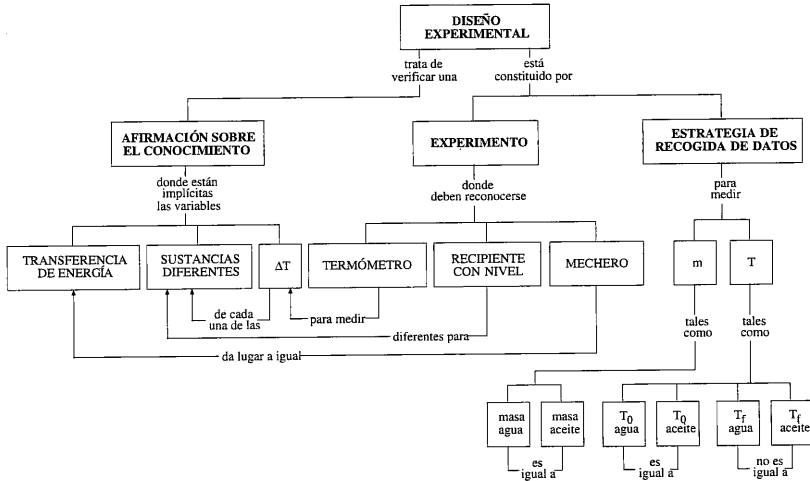 DISEÑO
EXPERIMENTAL
trata de
verificar una
está
constituido por
AFIRMACIÓN SOBRE
EL CONOCIMIENTO
EXPERIMENTO
ESTRATEGIA DE
RECOGIDA DE DATOS
donde están
implícitas
las variables
donde
deben reconocerse
para
medir
TRANSFERENCIA
DE ENERGÍA
SUSTANCIAS
DIFERENTES
ΔT
TERMÓMETRO
RECIPIENTE
CON NIVEL
MECHERO
m
T
de cada
una de las
para medir
diferentes para
da lugar a igual
tales
como
tales
como
masa
agua
masa
aceite
T0
agua
T0
aceite
Tf
agua
Tf
aceite
es
igual a
es
igual a
no es
igual a